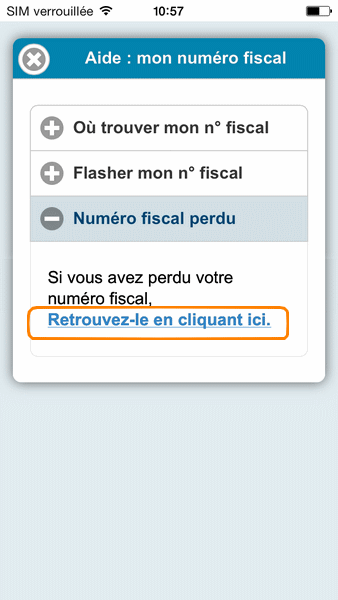 SIM verrouillée 10:57
Aide : mon numéro fiscal
Où trouver mon n° fiscal
Flasher mon n° fiscal
Numéro fiscal perdu
Si vous avez perdu votre
numéro fiscal,
Retrouvez-le en cliquant ici.